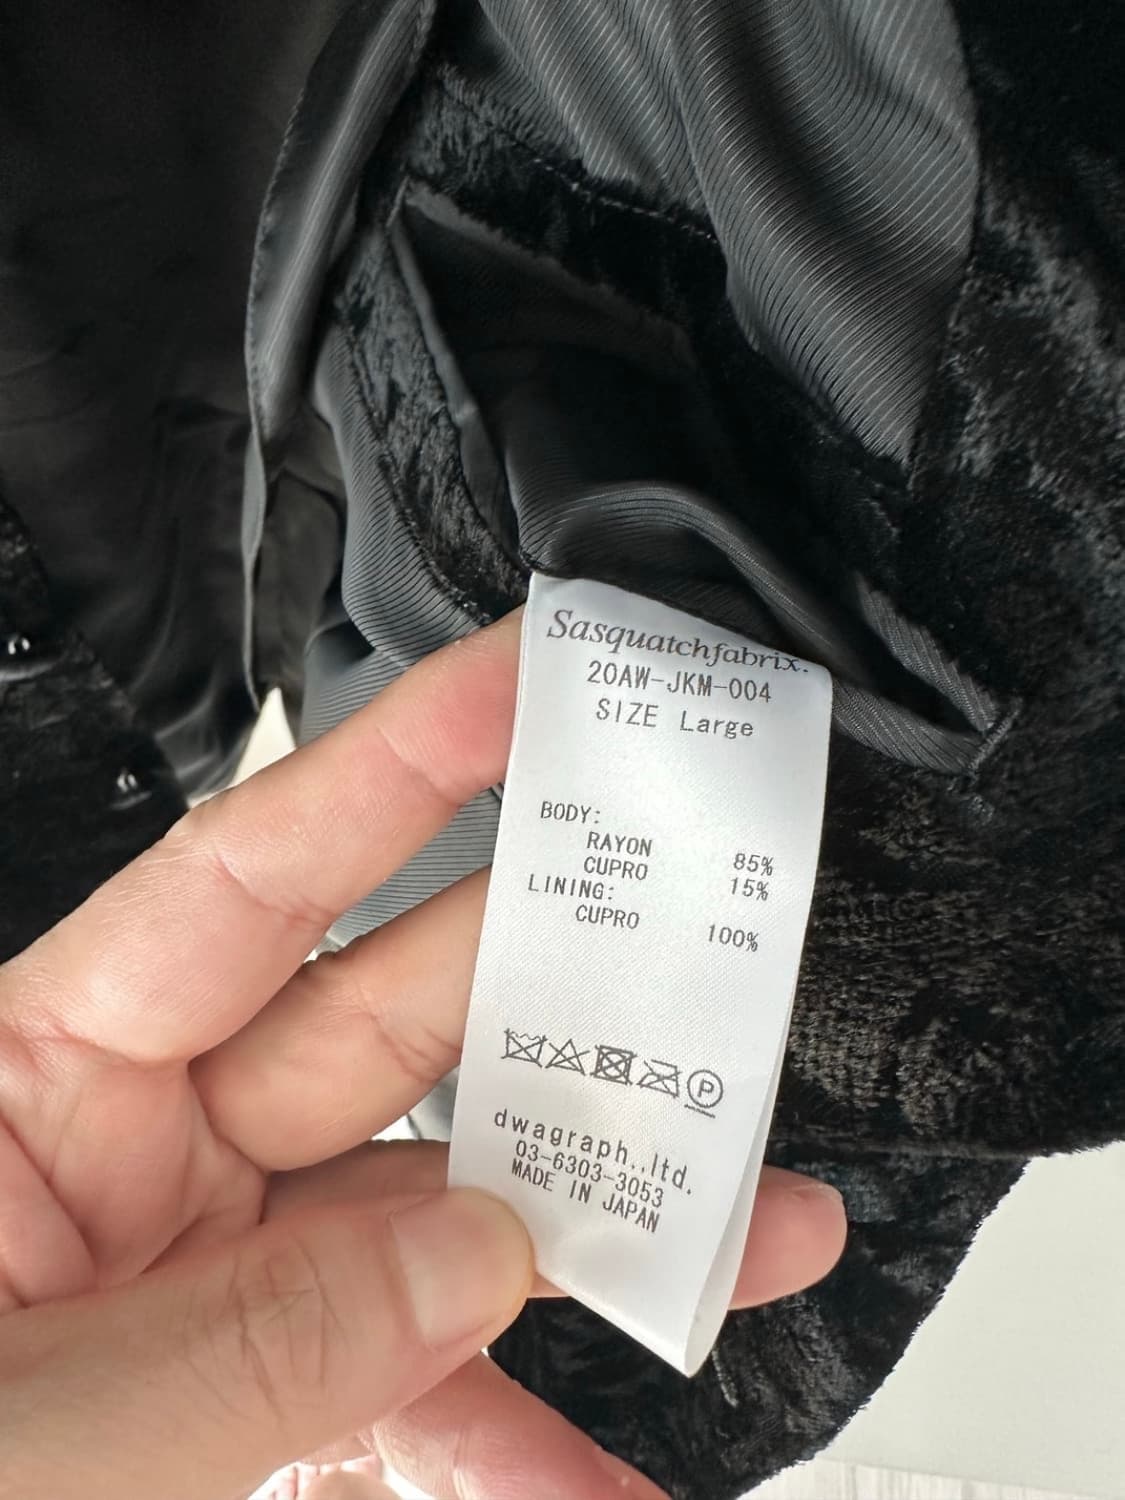 Sasquatchfabrix.
20AW-JKM-004
SIZE Large
BODY:
RAYON 85%
CUPRO 15%
LINING:
CUPRO 100%
P
dwagraph.,ltd.
03-6303-3053
MADE IN JAPAN